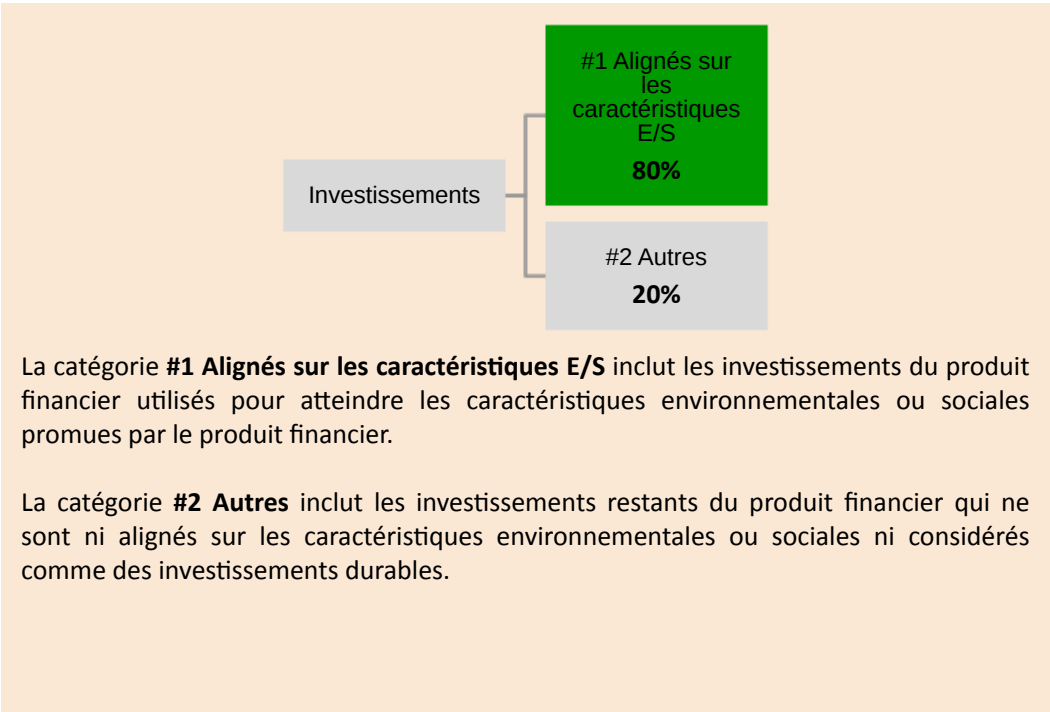 #1 Alignés sur
les
caractéristiques
E/S
80%
Investissements
#2 Autres
20%
La catégorie #1 Alignés sur les caractéristiques E/S inclut les investissements du produit
financier utilisés pour atteindre les caractéristiques environnementales ou sociales
promues par le produit financier.
La catégorie #2 Autres inclut les investissements restants du produit financier qui ne
sont ni alignés sur les caractéristiques environnementales ou sociales ni considérés
comme des investissements durables.